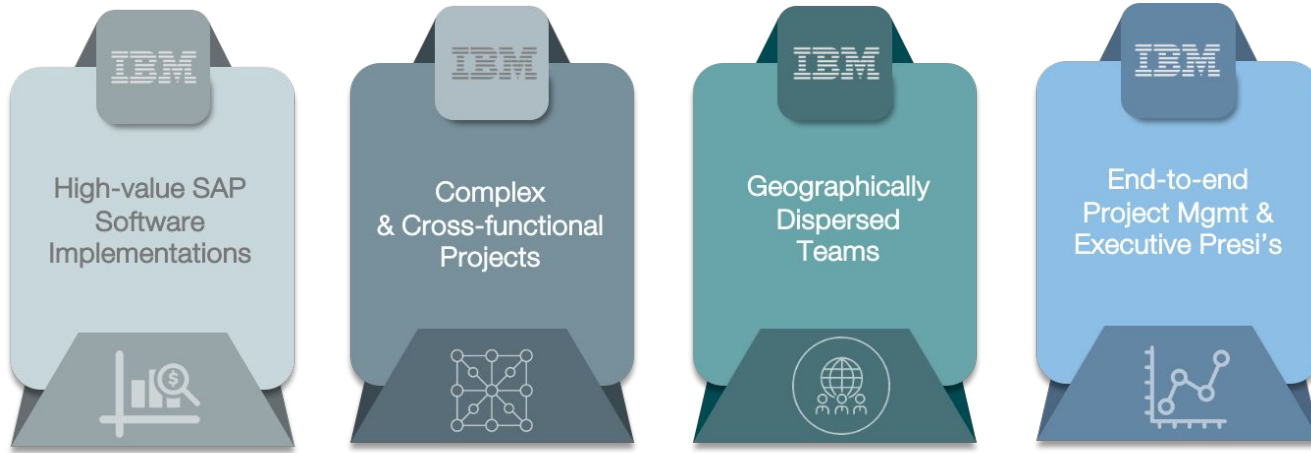 IBM
High-value SAP
Software
Implementations
$
IBM
Complex
& Cross-functional
Projects
IBM
Geographically
Dispersed
Teams
IBM
End-to-end
Project Mgmt &
Executive Presi's